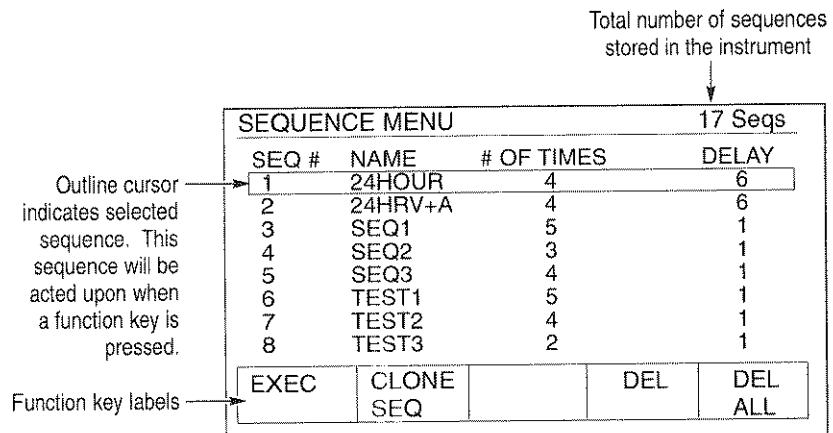 Total number of sequences
stored in the instrument
SEQUENCE MENU 17 Seqs
SEQ # NAME # OF TIMES DELAY
1 24HOUR 4 6
2 24HRV+A 4 6
3 SEQ1 5 1
4 SEQ2 3 1
5 SEQ3 4 1
6 TEST1 5 1
7 TEST2 4 1
8 TEST3 2 1
EXEC CLONE DEL DEL
SEQ ALL
Outline cursor
indicates selected
sequence. This
sequence will be
acted upon when
a function key is
pressed.
Function key labels